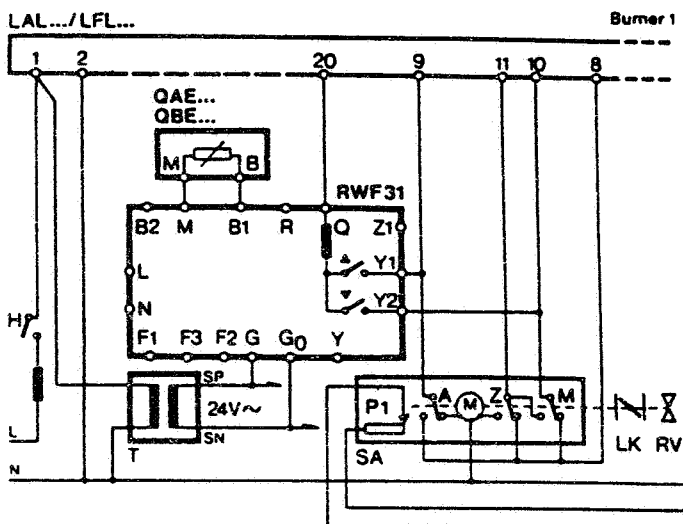 LAL.../LFL... Burner 1
1 2 20 9 11 10 8
QAE...
QBE...
M B
RWF31
B2 M B1 R Q Z1
▲ Y1
L
▼ Y2
N
H
F1 F3 F2 G G0 Y
SP
24V~
SN
T
P1 A M Z M
SA
LK RV
L
N